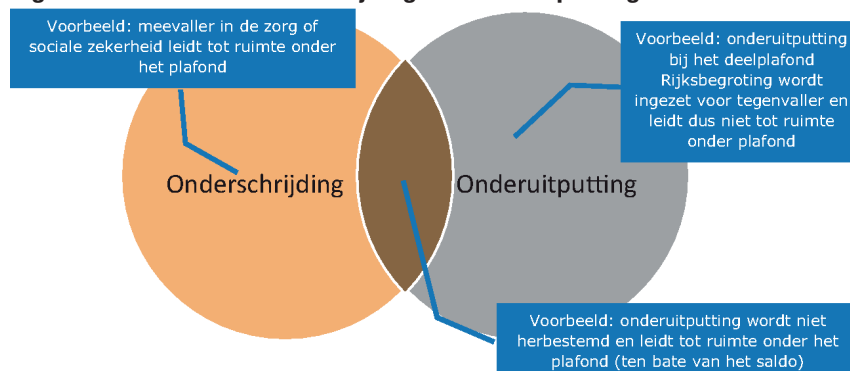 Voorbeeld: meevaller in de zorg of
sociale zekerheid leidt tot ruimte onder
het plafond
Voorbeeld: onderuitputting
bij het deelplafond
Rijksbegroting wordt
ingezet voor tegenvaller en
leidt dus niet tot ruimte
onder plafond
Onderschrijding
Onderuitputting
Voorbeeld: onderuitputting wordt niet
herbestemd en leidt tot ruimte onder het
plafond (ten bate van het saldo)